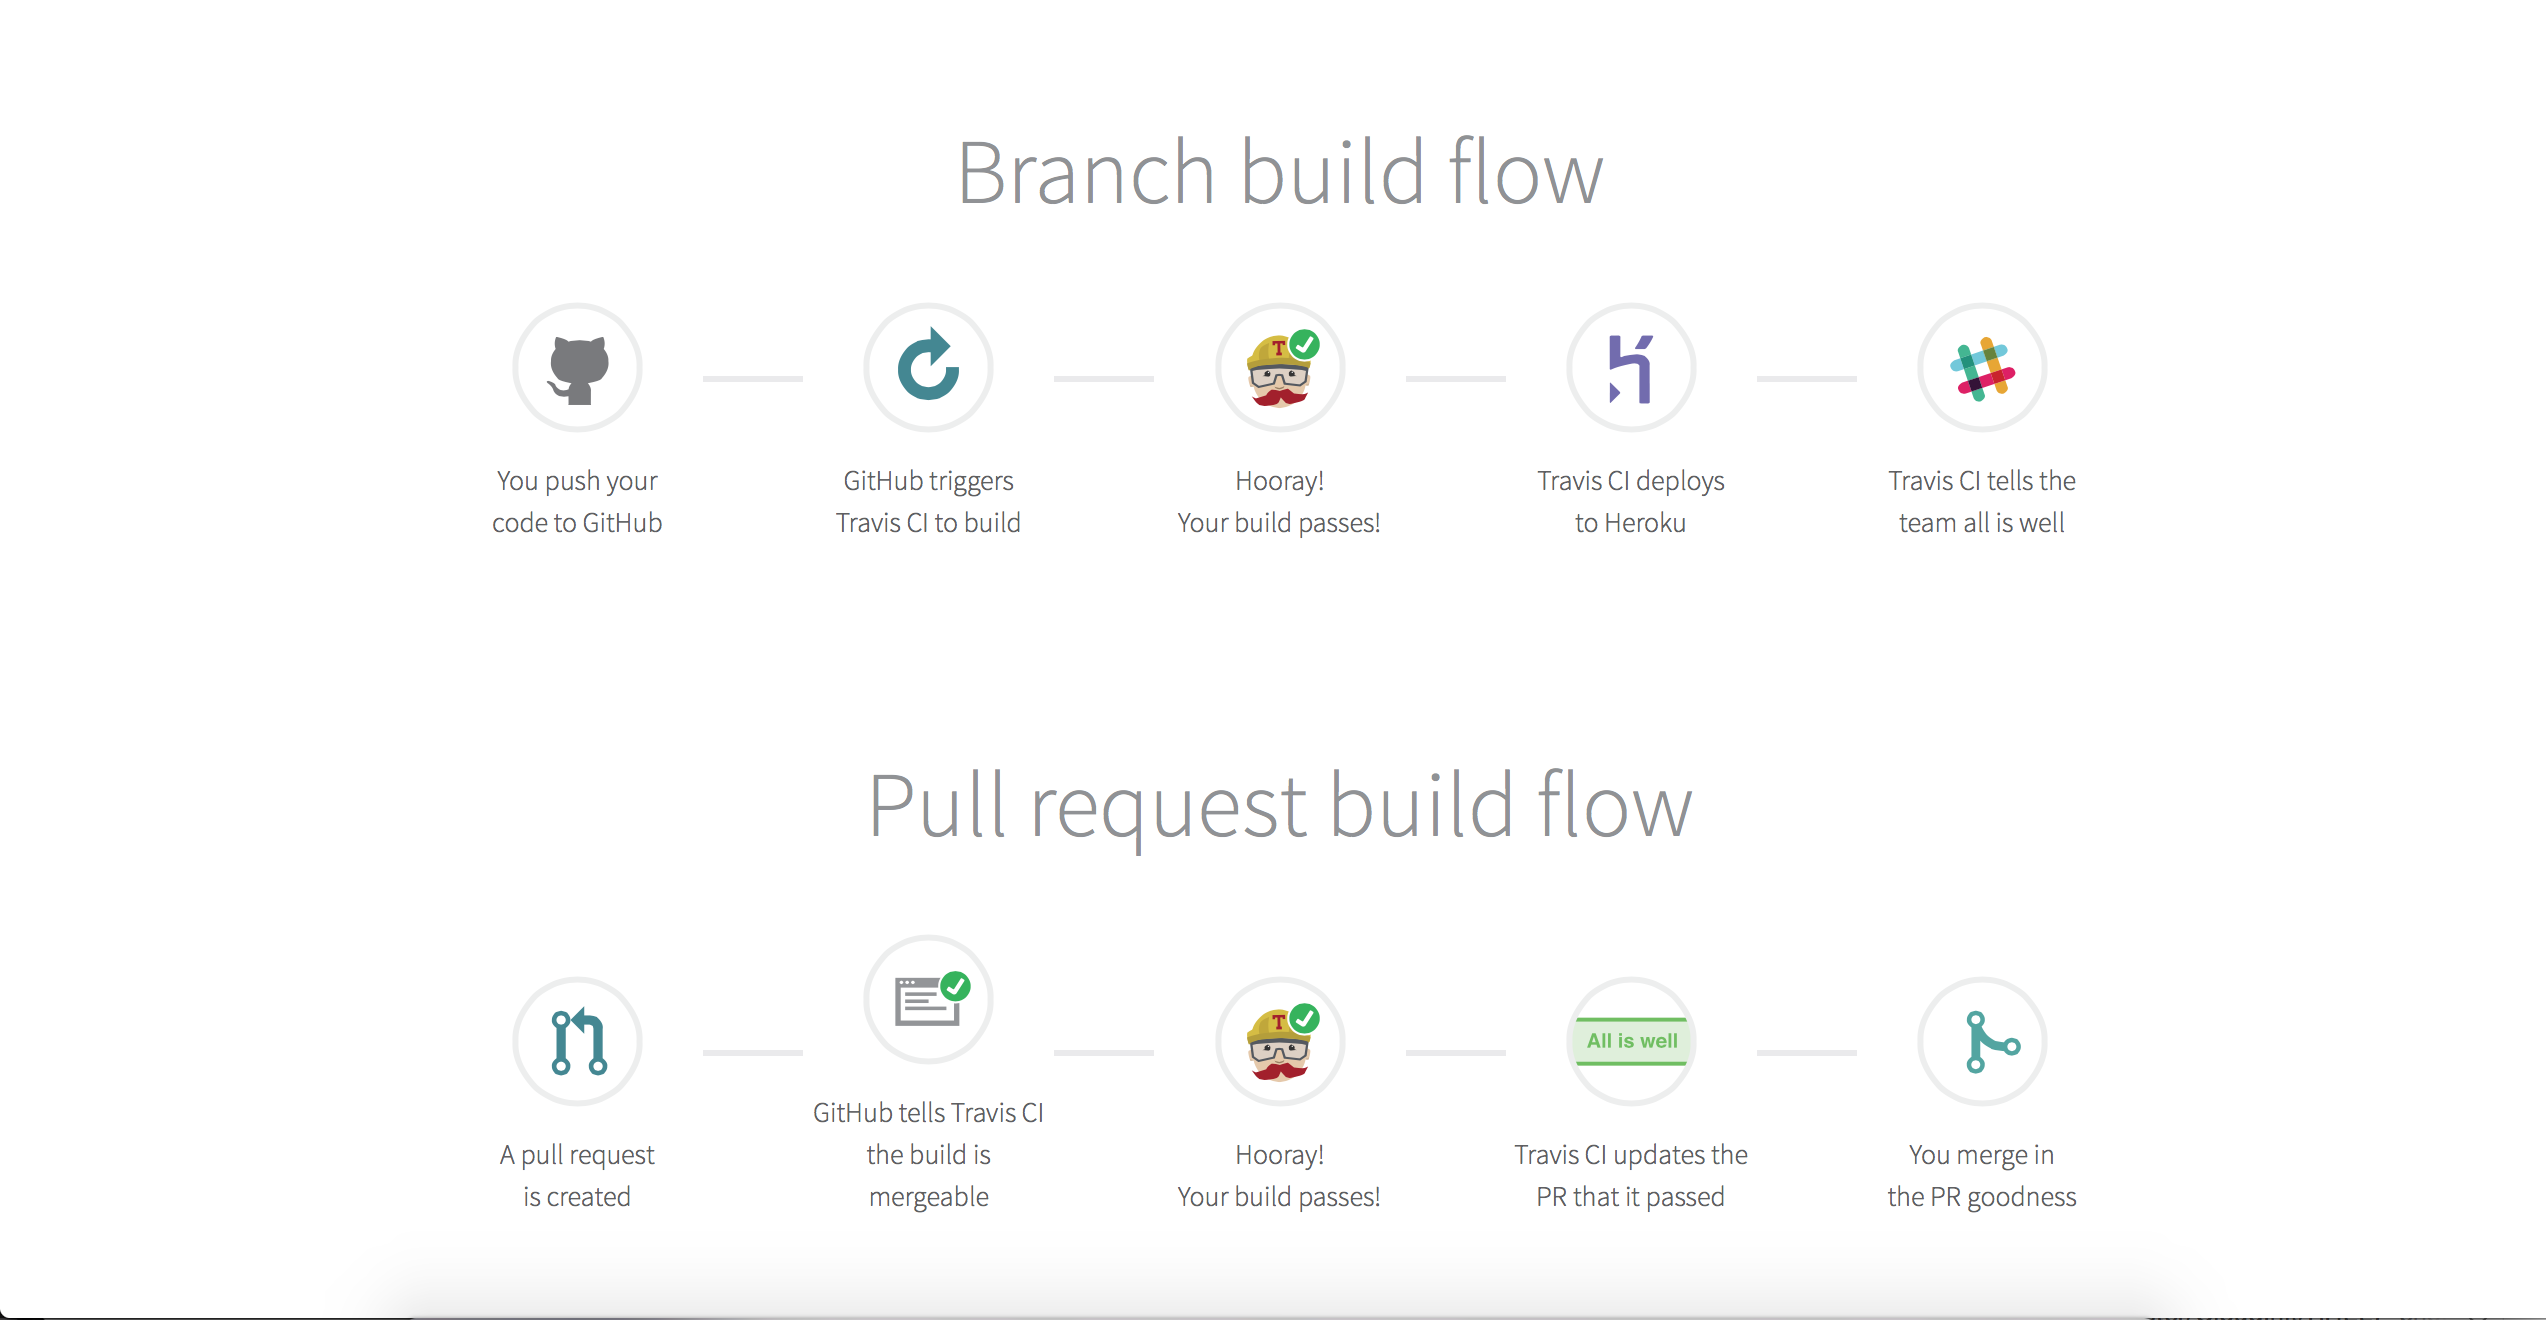 Branch build flow
You push your
code to GitHub
GitHub triggers
Travis CI to build
Hooray!
Your build passes!
Travis CI deploys
to Heroku
Travis CI tells the
team all is well
Pull request build flow
A pull request
is created
GitHub tells Travis CI
the build is
mergeable
Hooray!
Your build passes!
All is well
Travis CI updates the
PR that it passed
You merge in
the PR goodness